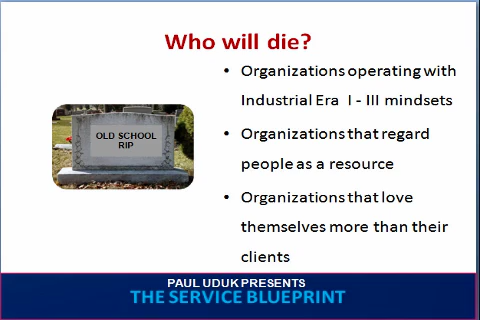 Who will die?
• Organizations operating with
Industrial Era I - III mindsets
• Organizations that regard
people as a resource
• Organizations that love
themselves more than their
clients
OLD SCHOOL
RIP
PAUL UDUK PRESENTS
THE SERVICE BLUEPRINT